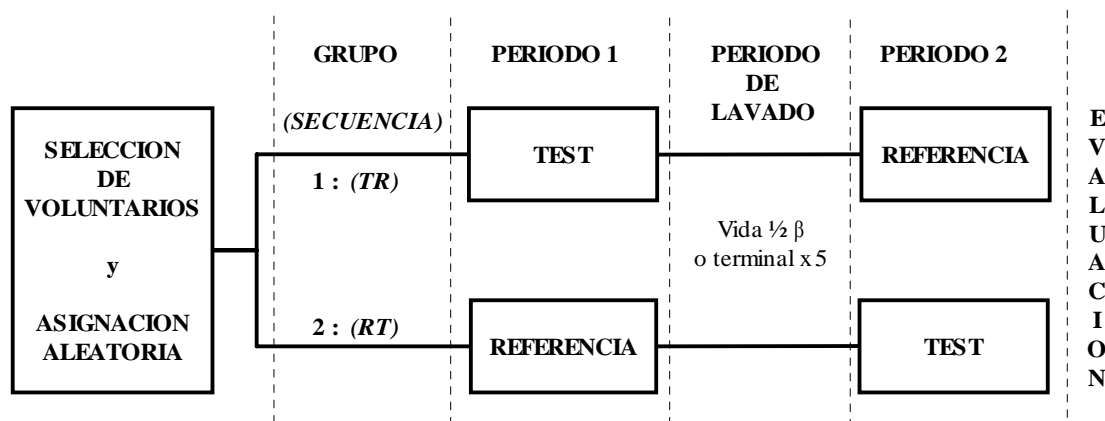 SELECCION
DE
VOLUNTARIOS
y
ASIGNACION
ALEATORIA
GRUPO
(SECUENCIA)
1 : (TR)
2 : (RT)
PERIODO 1
TEST
REFERENCIA
PERIODO
DE
LAVADO
Vida ½ β
o terminal x 5
PERIODO 2
REFERENCIA
TEST
EVALUACION